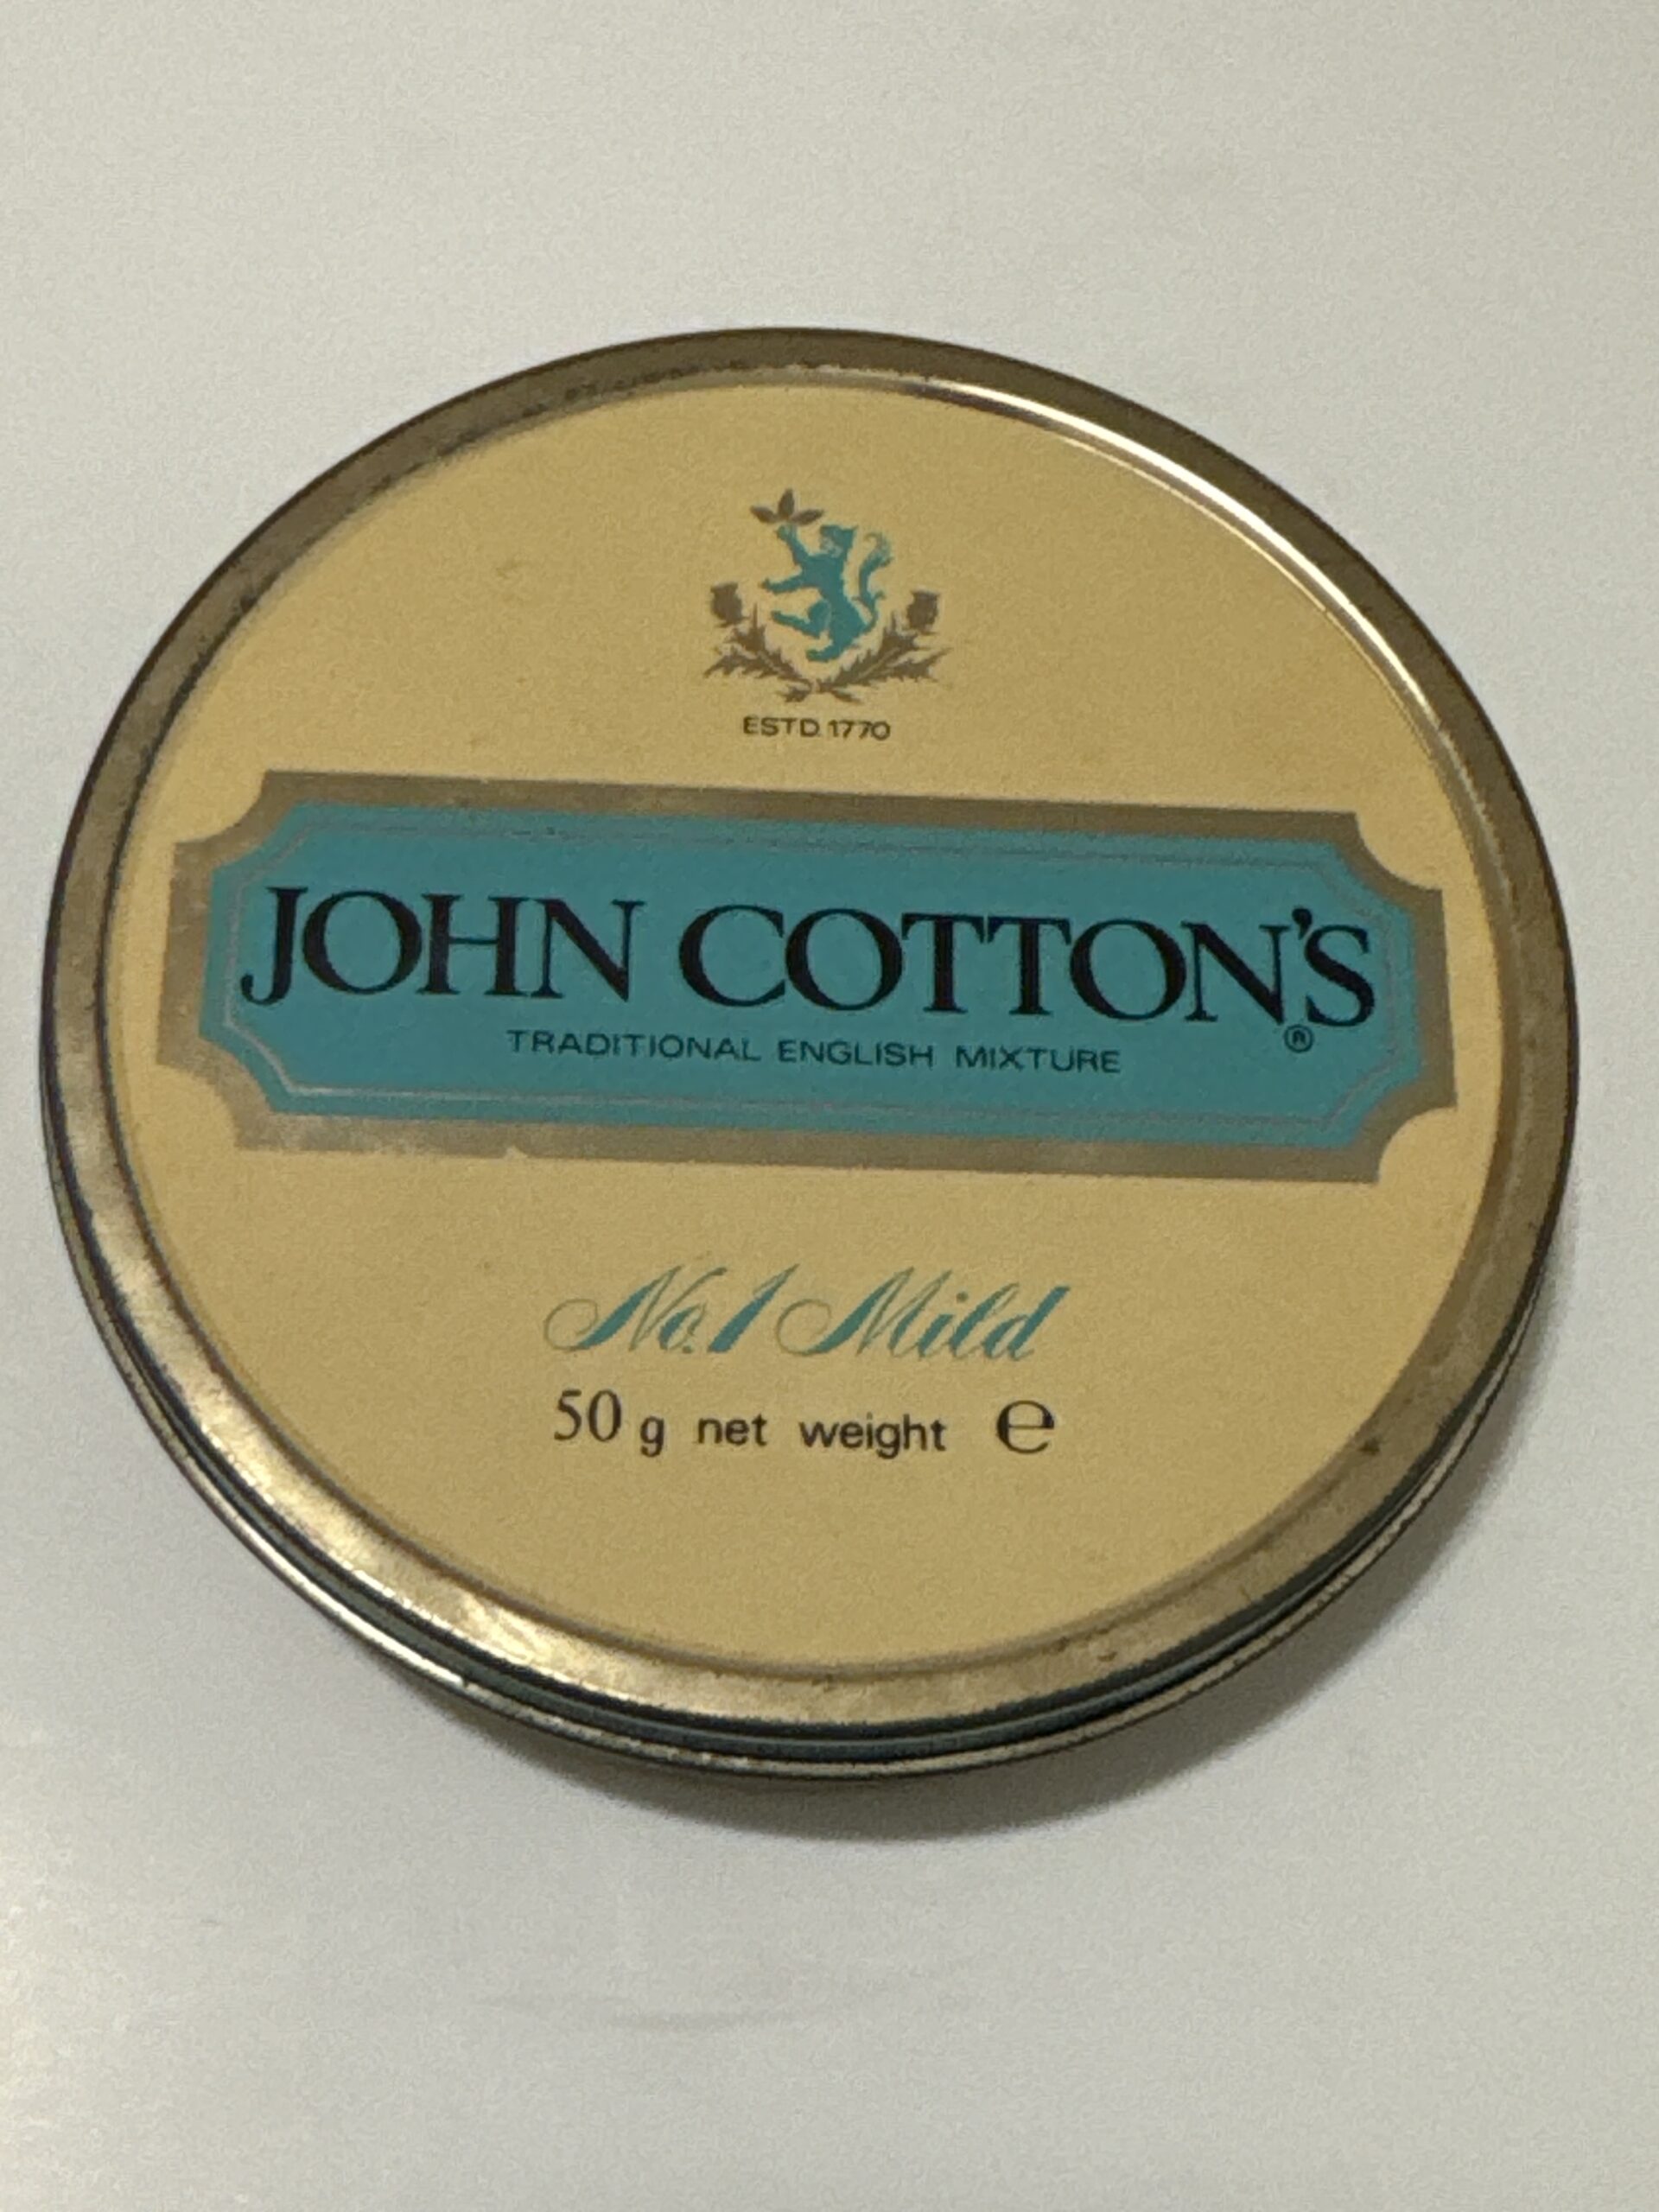 ESTD. 1770
JOHN COTTON'S
®
TRADITIONAL ENGLISH MIXTURE
No.1 Mild
50 g net weight ℮